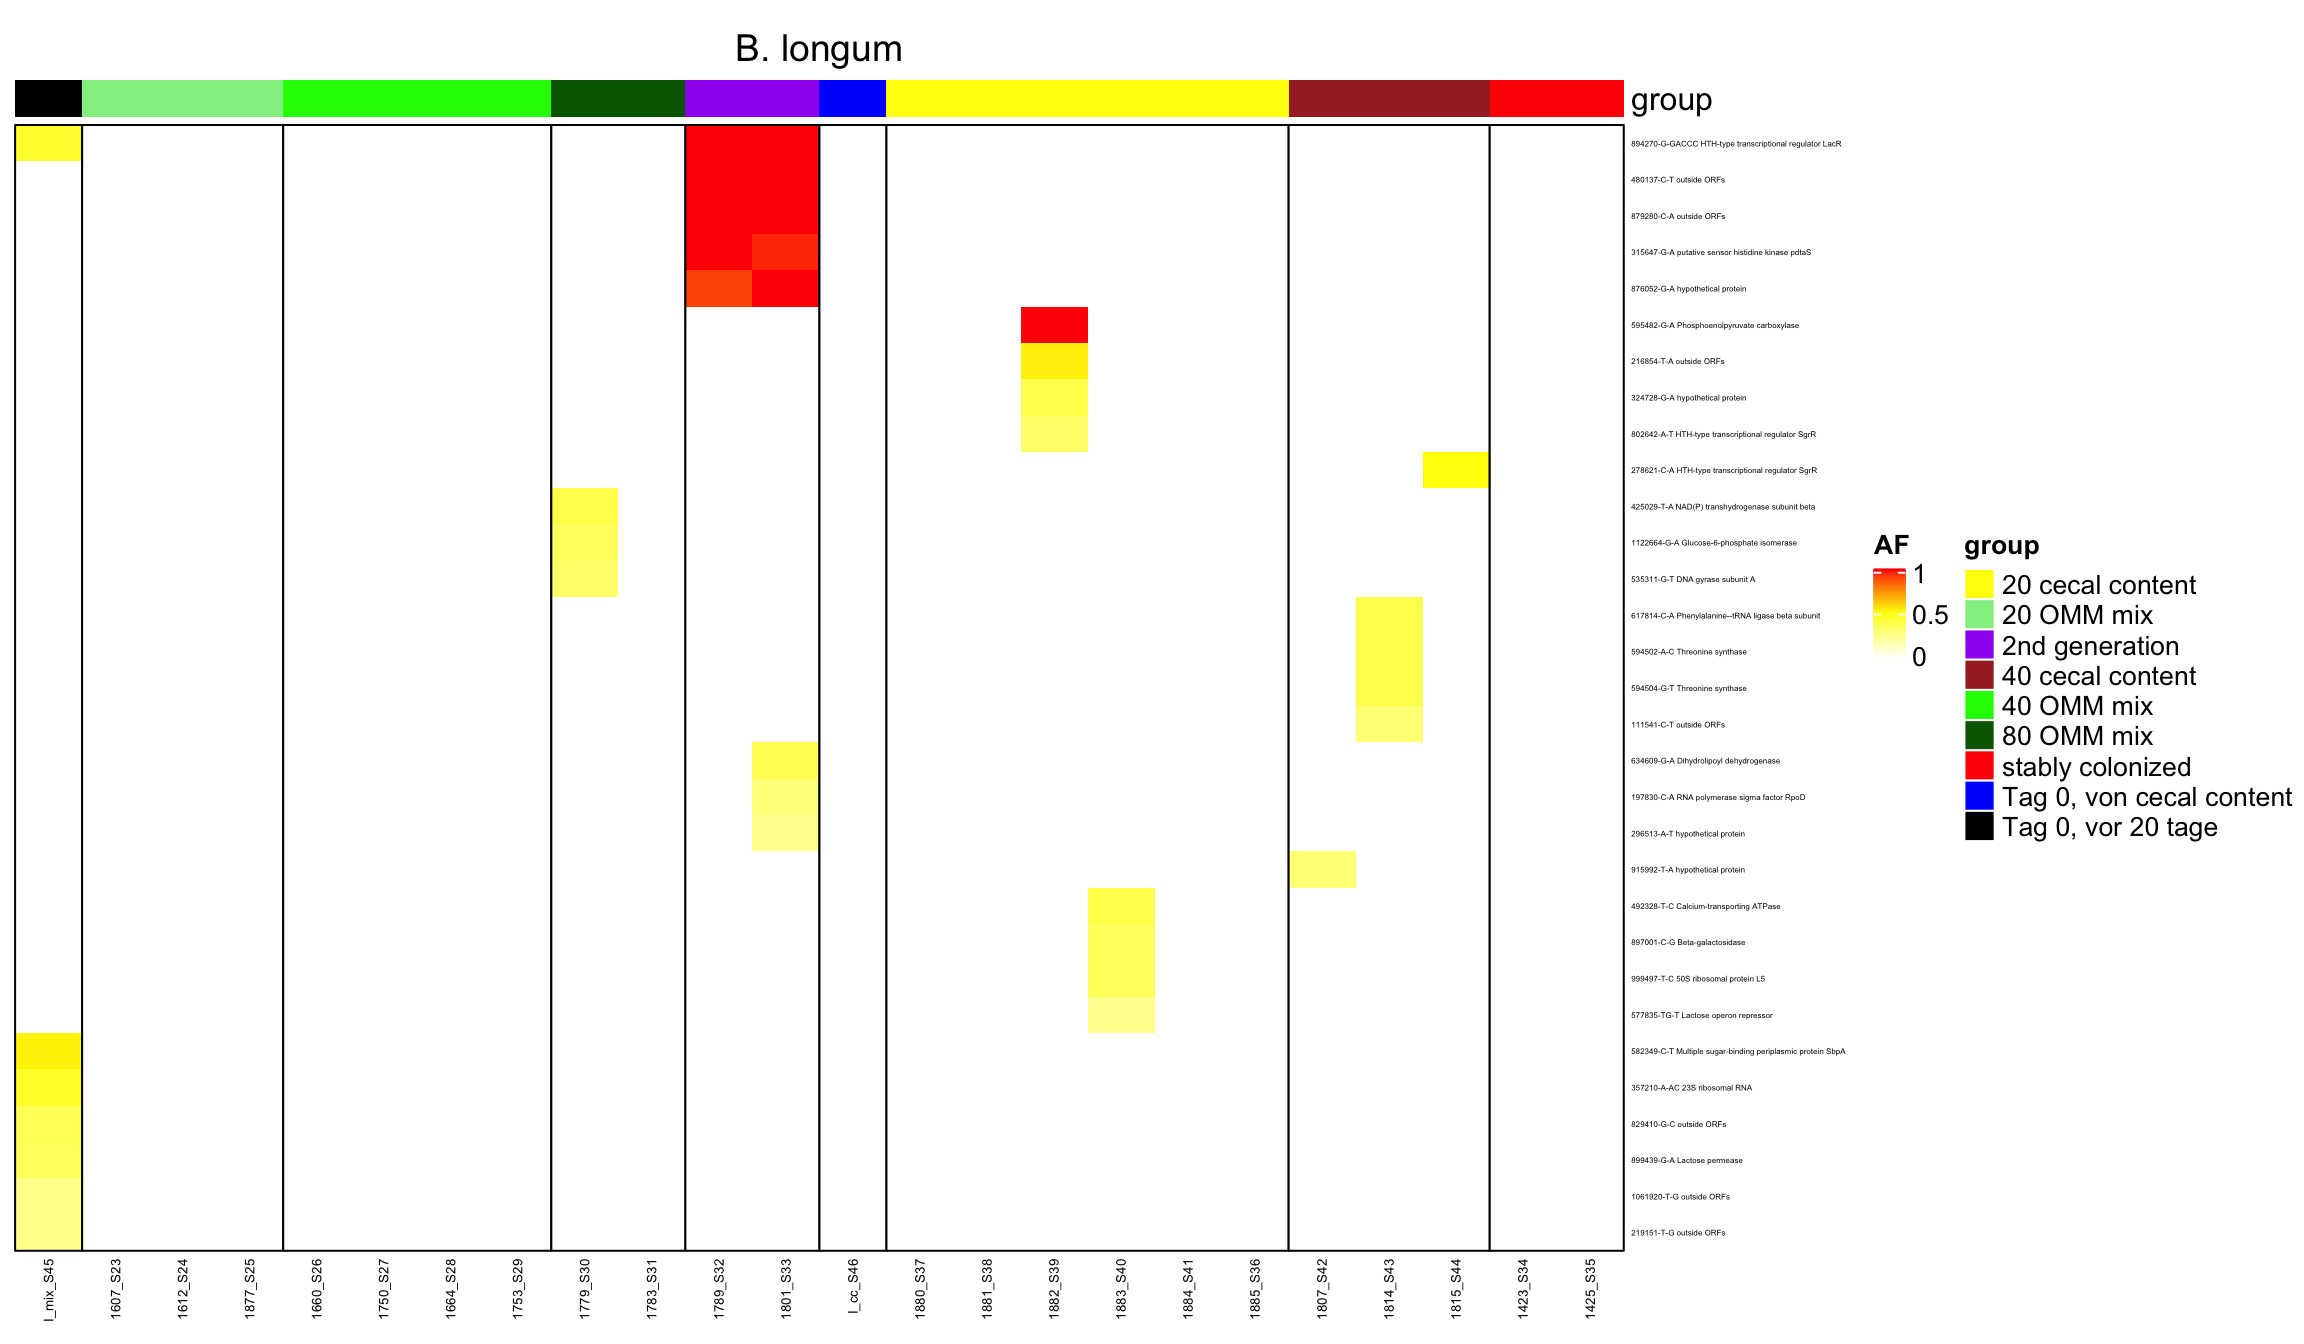 B. longum
group
894270-G-GACCC HTH-type transcriptional regulator LacR
480137-C-T outside ORFs
879280-C-A outside ORFs
315647-G-A putative sensor histidine kinase pdtaS
876052-G-A hypothetical protein
595482-G-A Phosphoenolpyruvate carboxylase
216854-T-A outside ORFs
324728-G-A hypothetical protein
802642-A-T HTH-type transcriptional regulator SgrR
278621-C-A HTH-type transcriptional regulator SgrR
425029-T-A NAD(P) transhydrogenase subunit beta
1122664-G-A Glucose-6-phosphate isomerase
535311-G-T DNA gyrase subunit A
617814-C-A Phenylalanine--tRNA ligase beta subunit
594502-A-C Threonine synthase
594504-G-T Threonine synthase
111541-C-T outside ORFs
634609-G-A Dihydrolipoyl dehydrogenase
197830-C-A RNA polymerase sigma factor RpoD
296513-A-T hypothetical protein
915992-T-A hypothetical protein
492328-T-C Calcium-transporting ATPase
897001-C-G Beta-galactosidase
999497-T-C 50S ribosomal protein L5
577835-TG-T Lactose operon repressor
582349-C-T Multiple sugar-binding periplasmic protein SbpA
357210-A-AC 23S ribosomal RNA
829410-G-C outside ORFs
899439-G-A Lactose permease
1061920-T-G outside ORFs
219151-T-G outside ORFs
I_mix_S45
1607_S23
1612_S24
1877_S25
1660_S26
1750_S27
1664_S28
1753_S29
1779_S30
1783_S31
1789_S32
1801_S33
I_cc_S46
1880_S37
1881_S38
1882_S39
1883_S40
1884_S41
1885_S36
1807_S42
1814_S43
1815_S44
1423_S34
1425_S35
AF
1
0.5
0
group
20 cecal content
20 OMM mix
2nd generation
40 cecal content
40 OMM mix
80 OMM mix
stably colonized
Tag 0, von cecal content
Tag 0, vor 20 tage